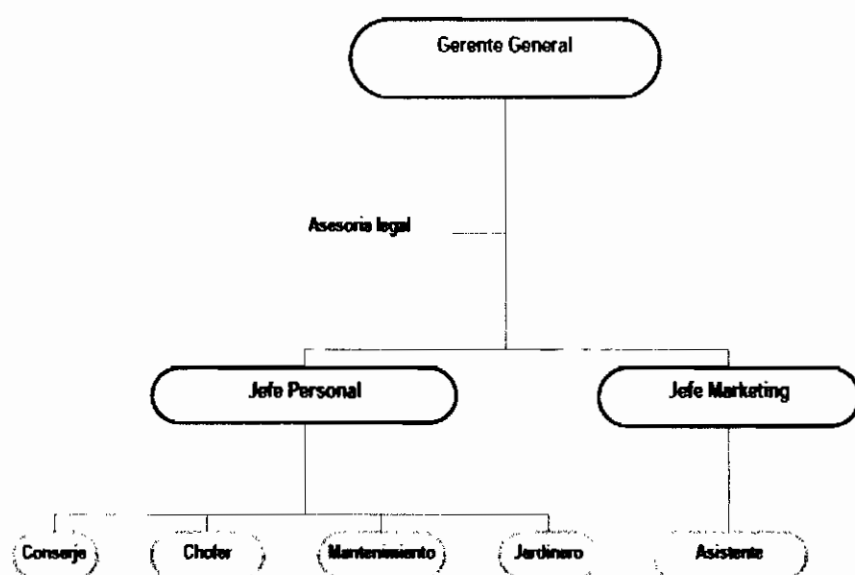 Gerente General
Asesoria legal
Jefe Personal
Jefe Marketing
Conserje
Chofer
Mantenimiento
Jardinero
Asistente